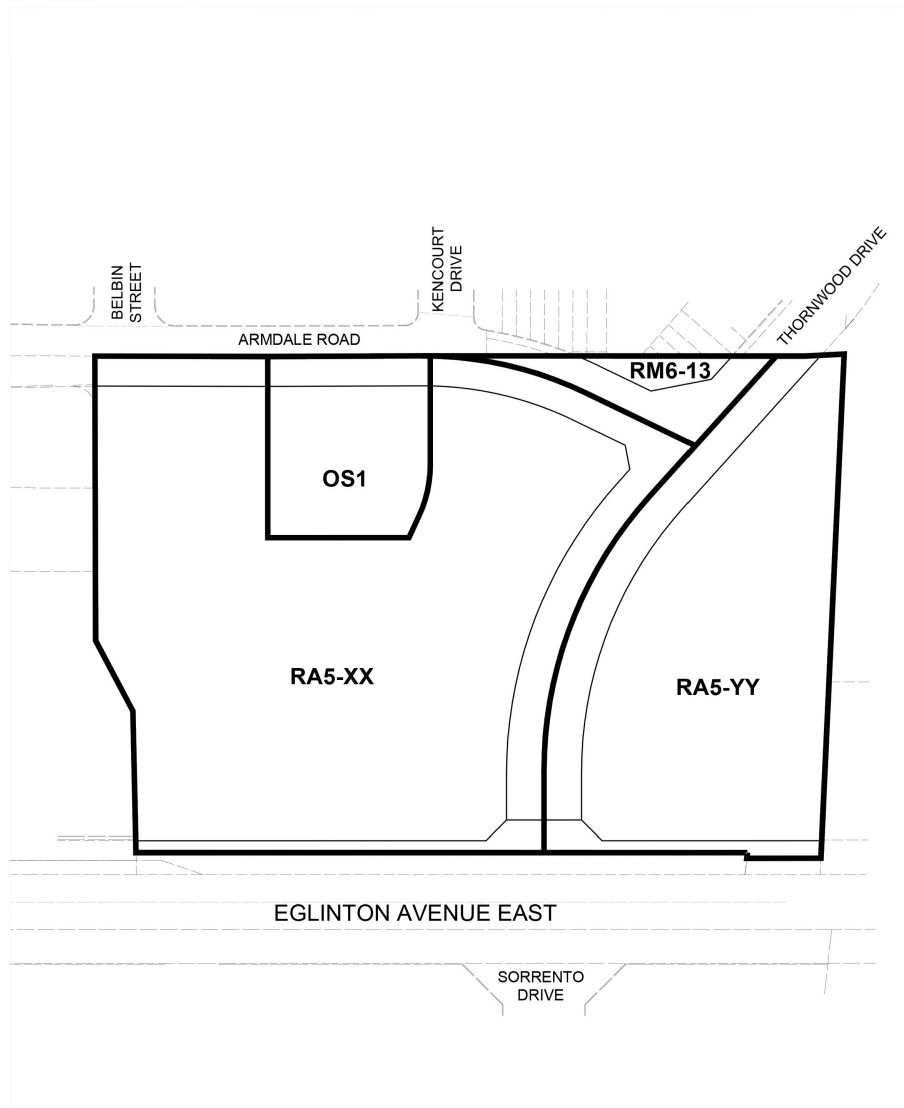 BELBIN
STREET
KENCOURT
DRIVE
THORNWOOD DRIVE
ARMDALE ROAD
RM6-13
OS1
RA5-XX
RA5-YY
EGLINTON AVENUE EAST
SORRENTO
DRIVE